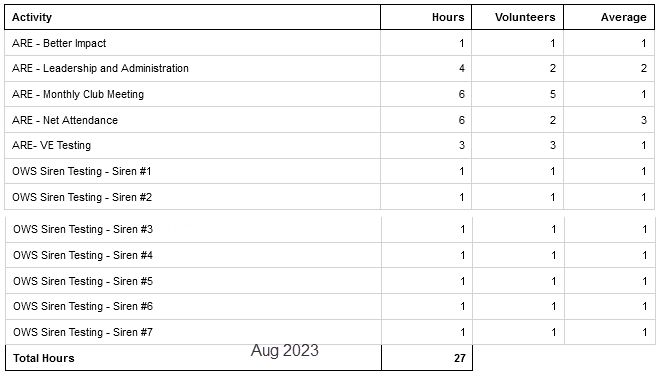 Activity Hours Volunteers Average
ARE - Better Impact 1 1 1
ARE - Leadership and Administration 4 2 2
ARE - Monthly Club Meeting 6 5 1
ARE - Net Attendance 6 2 3
ARE- VE Testing 3 3 1
OWS Siren Testing - Siren #1 1 1 1
OWS Siren Testing - Siren #2 1 1 1
OWS Siren Testing - Siren #3 1 1 1
OWS Siren Testing - Siren #4 1 1 1
OWS Siren Testing - Siren #5 1 1 1
OWS Siren Testing - Siren #6 1 1 1
OWS Siren Testing - Siren #7 1 1 1
Aug 2023
Total Hours 27